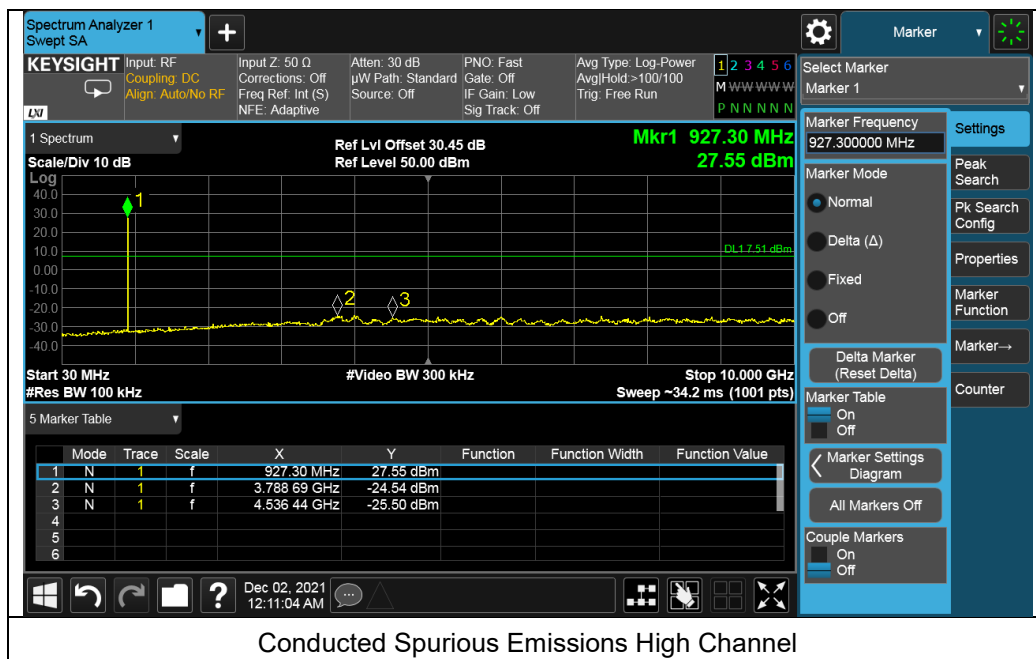 Spectrum Analyzer 1
Swept SA
Marker
KEYSIGHT
LXI
Input: RF
Coupling: DC
Align: Auto/No RF
Input Z: 50 Ω
Corrections: Off
Freq Ref: Int (S)
NFE: Adaptive
Atten: 30 dB
µW Path: Standard
Source: Off
PNO: Fast
Gate: Off
IF Gain: Low
Sig Track: Off
Avg Type: Log-Power
Avg|Hold:>100/100
Trig: Free Run
1 2 3 4 5 6
M W W W W W
P N N N N N
Select Marker
Marker 1
1 Spectrum
Scale/Div 10 dB
Ref Lvl Offset 30.45 dB
Ref Level 50.00 dBm
Mkr1 927.30 MHz
27.55 dBm
Log
40.0
30.0
20.0
10.0
0.00
-10.0
-20.0
-30.0
-40.0
1
2
3
DL1 7.51 dBm
Start 30 MHz
#Res BW 100 kHz
#Video BW 300 kHz
Stop 10.000 GHz
Sweep ~34.2 ms (1001 pts)
5 Marker Table
Mode Trace Scale X Y Function Function Width Function Value
1 N 1 f 927.30 MHz 27.55 dBm
2 N 1 f 3.788 69 GHz -24.54 dBm
3 N 1 f 4.536 44 GHz -25.50 dBm
4
5
6
Marker Frequency
927.300000 MHz
Marker Mode
Normal
Delta (Δ)
Fixed
Off
Delta Marker
(Reset Delta)
Marker Table
On
Off
Marker Settings
Diagram
All Markers Off
Couple Markers
On
Off
Settings
Peak
Search
Pk Search
Config
Properties
Marker
Function
Marker→
Counter
?
Dec 02, 2021
12:11:04 AM
Conducted Spurious Emissions High Channel